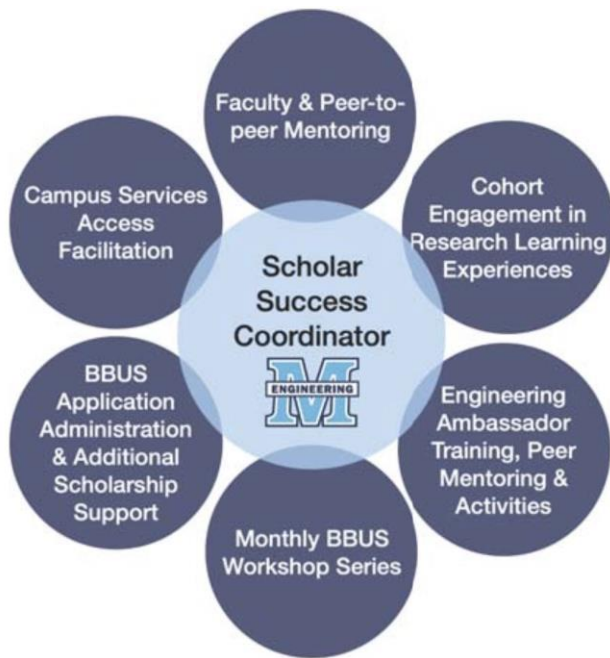 Faculty & Peer-to-
peer Mentoring
Campus Services
Access
Facilitation
Cohort
Engagement in
Research Learning
Experiences
Scholar
Success
Coordinator
M
ENGINEERING
BBUS
Application
Administration
& Additional
Scholarship
Support
Engineering
Ambassador
Training, Peer
Mentoring &
Activities
Monthly BBUS
Workshop Series